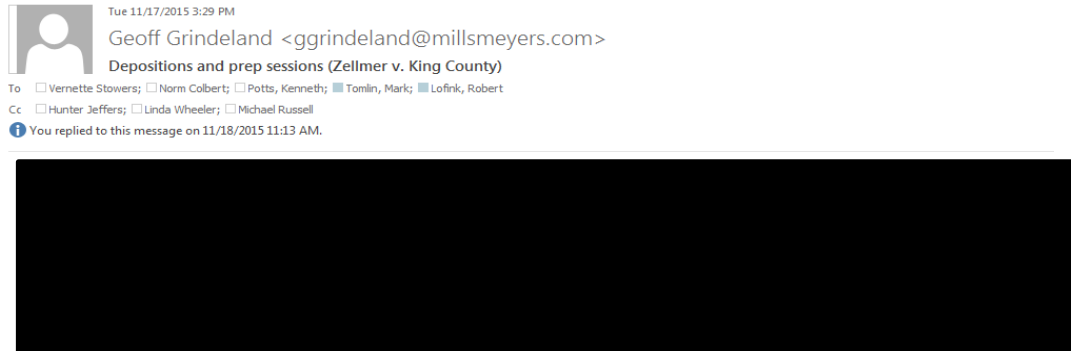 Tue 11/17/2015 3:29 PM
Geoff Grindeland <ggrindeland@millsmeyers.com>
Depositions and prep sessions (Zellmer v. King County)
To Vernette Stowers; Norm Colbert; Potts, Kenneth; Tomlin, Mark; Lofink, Robert
Cc Hunter Jeffers; Linda Wheeler; Michael Russell
You replied to this message on 11/18/2015 11:13 AM.